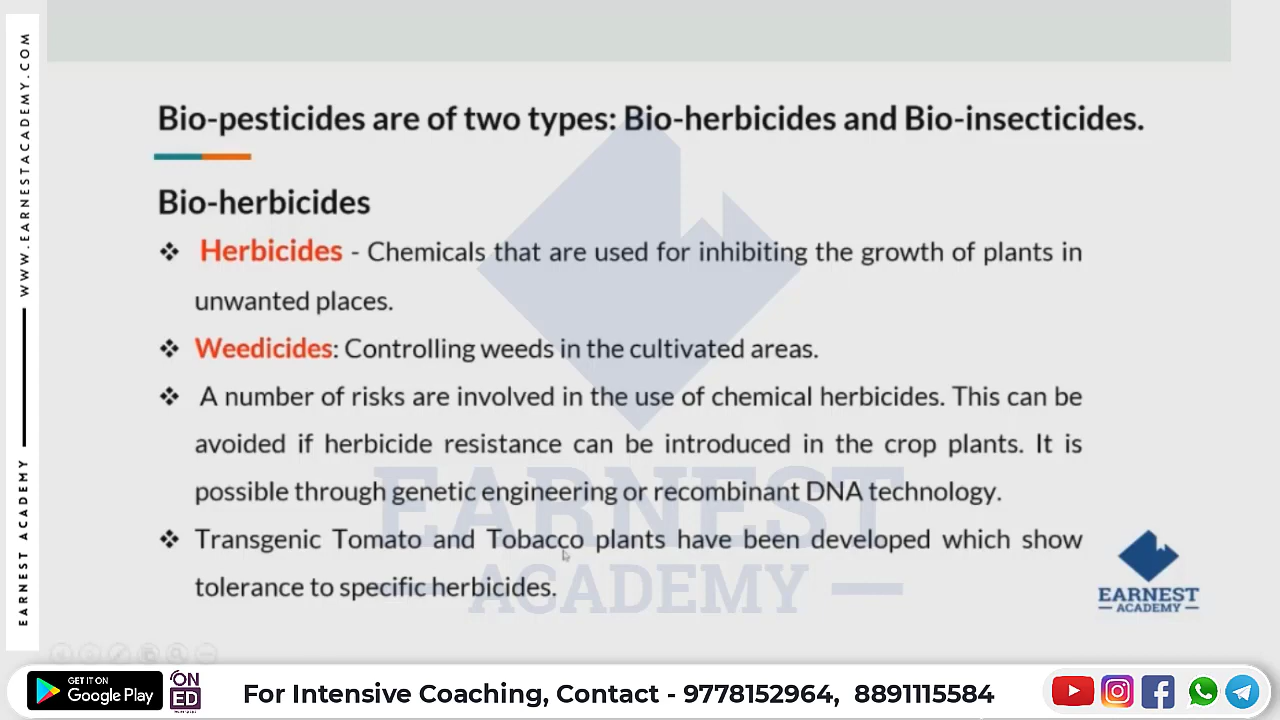 WWW.EARNESTACADEMY.COM
EARNEST ACADEMY
Bio-pesticides are of two types: Bio-herbicides and Bio-insecticides.
Bio-herbicides
❖ Herbicides - Chemicals that are used for inhibiting the growth of plants in
unwanted places.
❖ Weedicides: Controlling weeds in the cultivated areas.
❖ A number of risks are involved in the use of chemical herbicides. This can be
avoided if herbicide resistance can be introduced in the crop plants. It is
possible through genetic engineering or recombinant DNA technology.
❖ Transgenic Tomato and Tobacco plants have been developed which show
tolerance to specific herbicides.
EARNEST
ACADEMY
EARNEST
ACADEMY
GET IT ON
Google Play
ON
ED
For Intensive Coaching, Contact - 9778152964, 8891115584